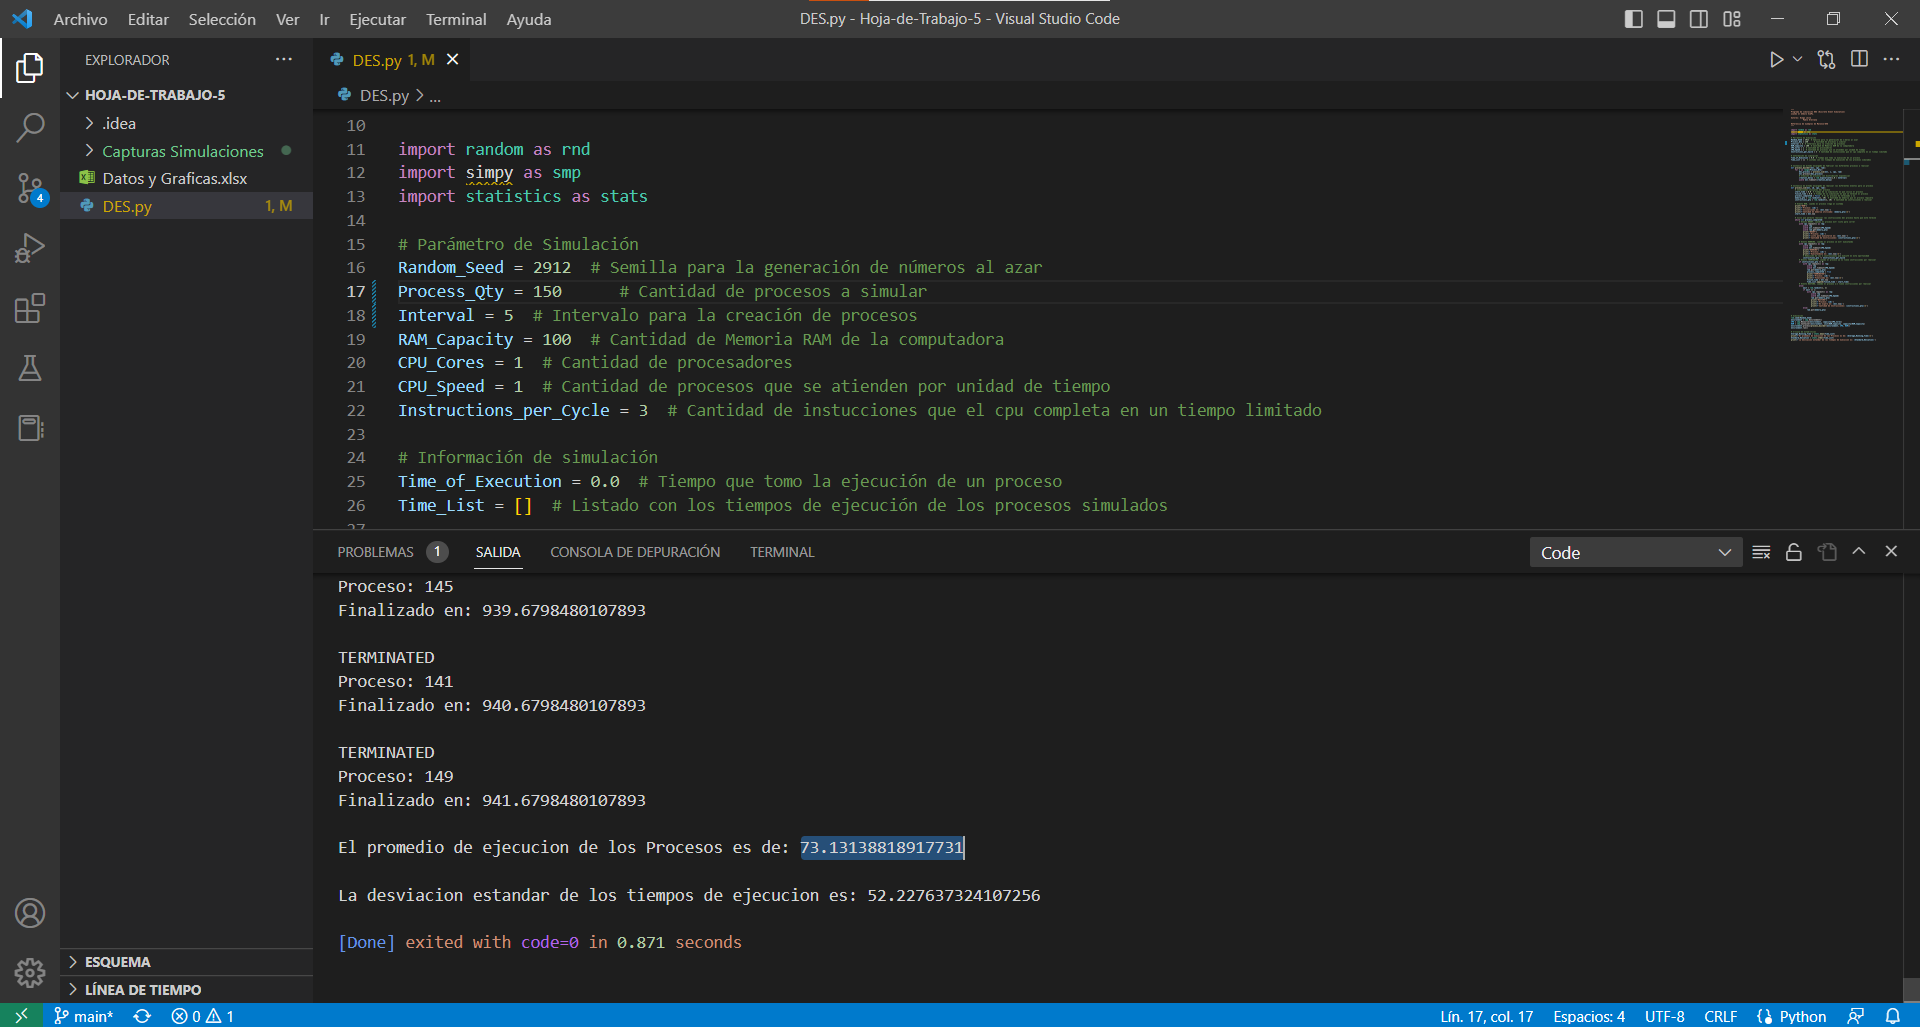 Archivo Editar Selección Ver Ir Ejecutar Terminal Ayuda
DES.py - Hoja-de-Trabajo-5 - Visual Studio Code
EXPLORADOR
HOJA-DE-TRABAJO-5
.idea
Capturas Simulaciones
Datos y Graficas.xlsx
DES.py 1, M
4
ESQUEMA
LÍNEA DE TIEMPO
DES.py 1, M
DES.py > ...
10
11 import random as rnd
12 import simpy as smp
13 import statistics as stats
14
15 # Parámetro de Simulación
16 Random_Seed = 2912 # Semilla para la generación de números al azar
17 Process_Qty = 150 # Cantidad de procesos a simular
18 Interval = 5 # Intervalo para la creación de procesos
19 RAM_Capacity = 100 # Cantidad de Memoria RAM de la computadora
20 CPU_Cores = 1 # Cantidad de procesadores
21 CPU_Speed = 1 # Cantidad de procesos que se atienden por unidad de tiempo
22 Instructions_per_Cycle = 3 # Cantidad de instucciones que el cpu completa en un tiempo limitado
23
24 # Información de simulación
25 Time_of_Execution = 0.0 # Tiempo que tomo la ejecución de un proceso
26 Time_List = [] # Listado con los tiempos de ejecución de los procesos simulados
27
PROBLEMAS 1 SALIDA CONSOLA DE DEPURACIÓN TERMINAL Code
Proceso: 145
Finalizado en: 939.6798480107893
TERMINATED
Proceso: 141
Finalizado en: 940.6798480107893
TERMINATED
Proceso: 149
Finalizado en: 941.6798480107893
El promedio de ejecucion de los Procesos es de: 73.13138818917731
La desviacion estandar de los tiempos de ejecucion es: 52.227637324107256
[Done] exited with code=0 in 0.871 seconds
main* 0 1 Lín. 17, col. 17 Espacios: 4 UTF-8 CRLF Python